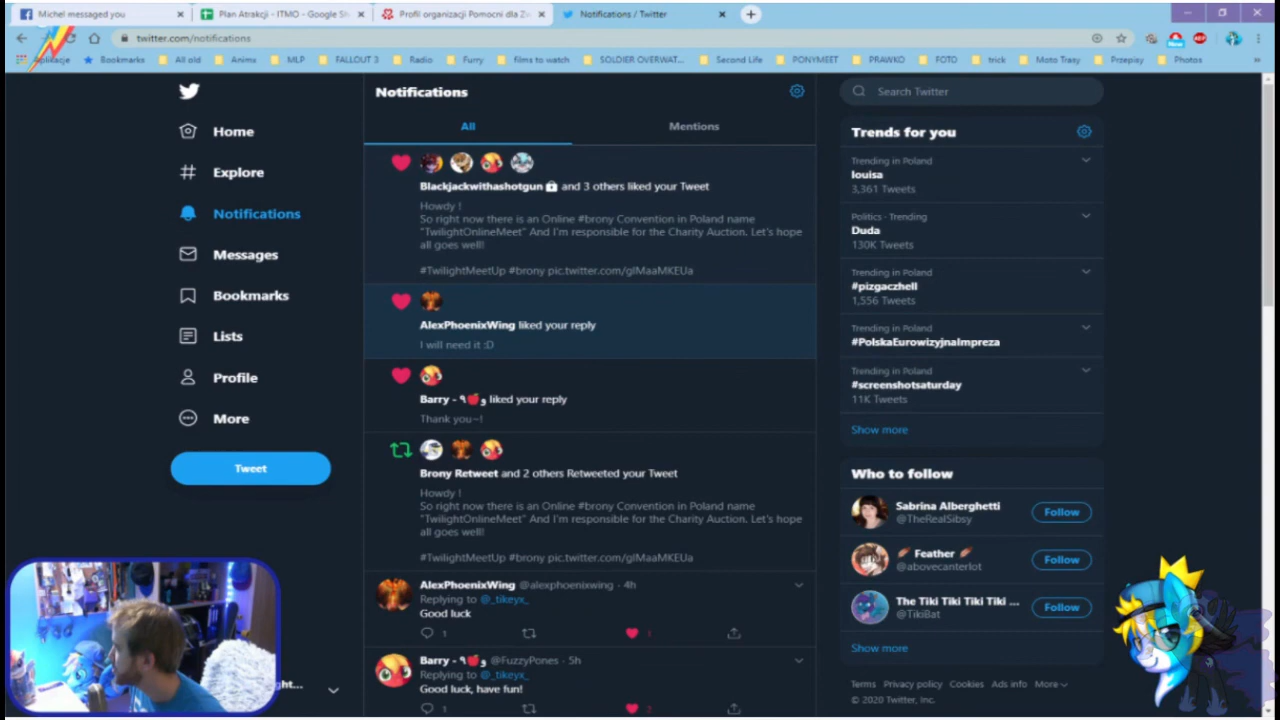 Michel messaged you
Plan Atrakcji - ITMO - Google Sh
Profil organizacji Pomocni dla Zw
Notifications / Twitter
twitter.com/notifications
Aplikacje
Bookmarks
All old
Anima
MLP
FALLOUT 3
Radio
Furry
films to watch
SOLDIER OVERWAT...
Second Life
PONYMEET
PRAWKO
FOTO
trick
Moto Trasy
Przepisy
Photos
Home
Explore
Notifications
Messages
Bookmarks
Lists
Profile
More
Tweet
ght...
Notifications
All
Mentions
Blackjackwithashotgun and 3 others liked your Tweet
Howdy !
So right now there is an Online #brony Convention in Poland name
"TwilightOnlineMeet" And I'm responsible for the Charity Auction. Let's hope
all goes well!
#TwilightMeetUp #brony pic.twitter.com/glMaaMKEUa
AlexPhoenixWing liked your reply
I will need it :D
Barry - ٩🍎و liked your reply
Thank you~!
Brony Retweet and 2 others Retweeted your Tweet
Howdy !
So right now there is an Online #brony Convention in Poland name
"TwilightOnlineMeet" And I'm responsible for the Charity Auction. Let's hope
all goes well!
#TwilightMeetUp #brony pic.twitter.com/glMaaMKEUa
AlexPhoenixWing @alexphoenixwing · 4h
Replying to @_tikeyx_
Good luck
1 1
Barry - ٩🍎و @FuzzyPones · 5h
Replying to @_tikeyx_
Good luck, have fun!
1 2
Search Twitter
Trends for you
Trending in Poland
louisa
3,361 Tweets
Politics · Trending
Duda
130K Tweets
Trending in Poland
#pizgaczhell
1,556 Tweets
Trending in Poland
#PolskaEurowizyjnaImpreza
Trending in Poland
#screenshotsaturday
11K Tweets
Show more
Who to follow
Sabrina Alberghetti
@TheRealSibsy
Follow
Feather
@abovecanterlot
Follow
The Tiki Tiki Tiki Tiki ...
@TikiBat
Follow
Show more
Terms Privacy policy Cookies Ads info More
© 2020 Twitter, Inc.